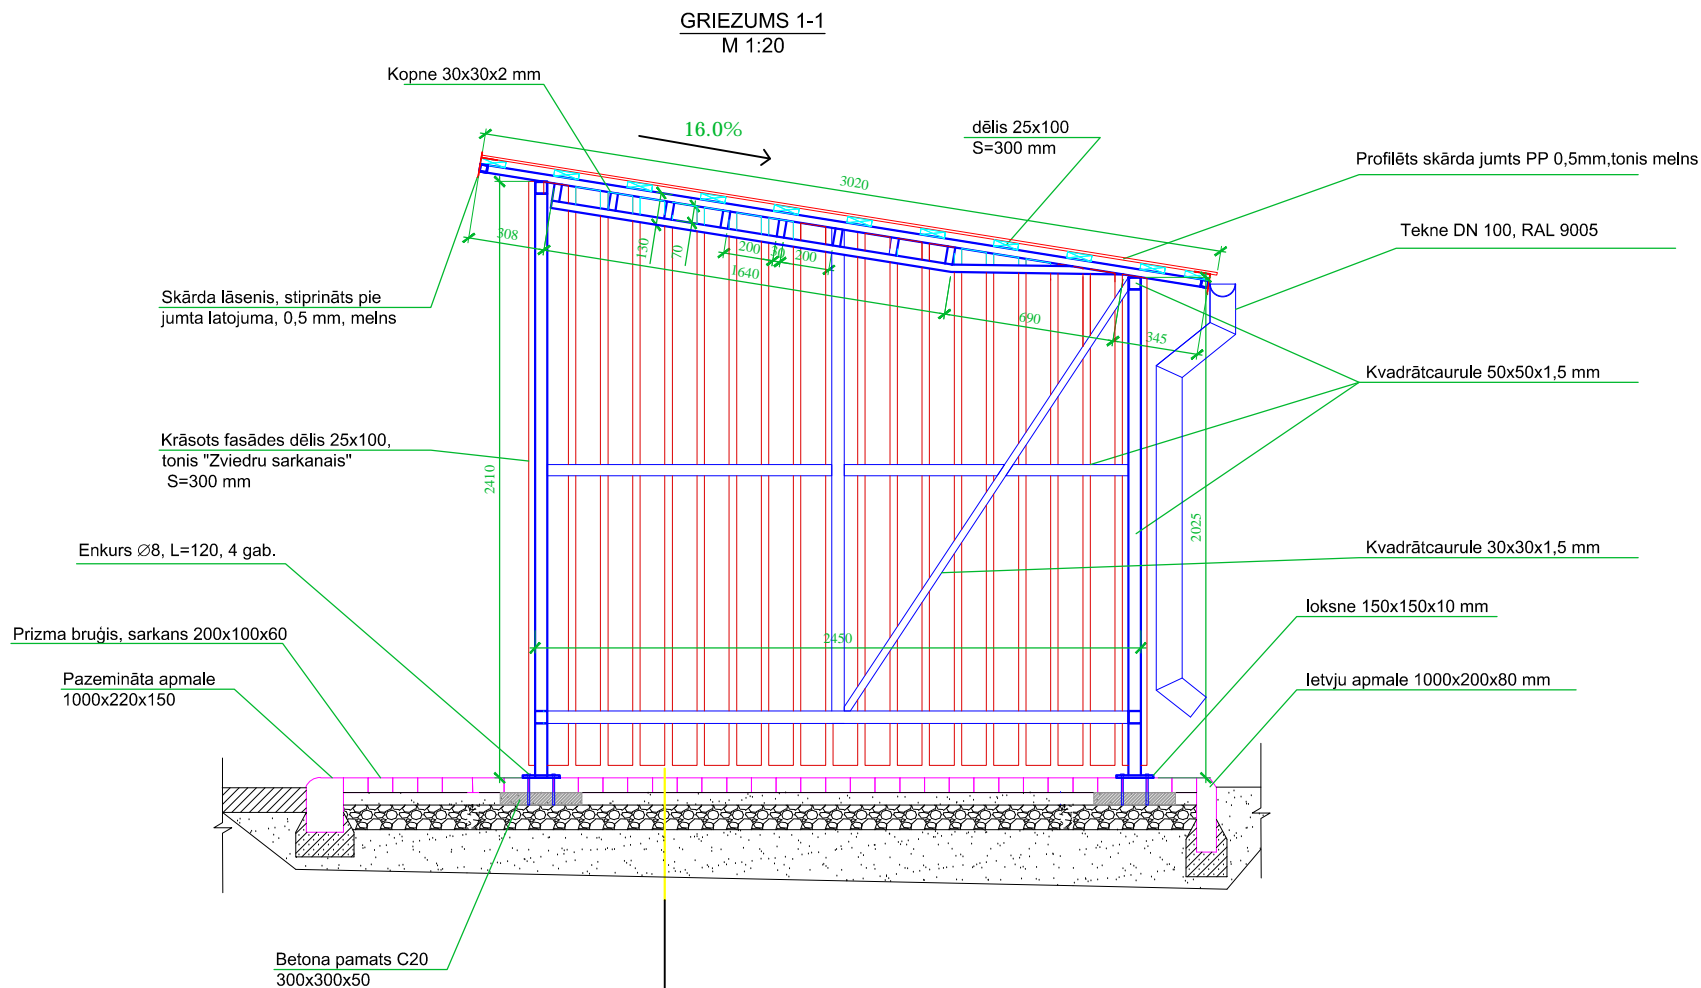 GRIEZUMS 1-1
M 1:20
Kopne 30x30x2 mm
16.0%
dēlis 25x100
S=300 mm
Profilēts skārda jumts PP 0,5mm,tonis melns
3020
Tekne DN 100, RAL 9005
308
130
70
200
30
200
1640
Skārda lāsenis, stiprināts pie
jumta latojuma, 0,5 mm, melns
690
345
Kvadrātcaurule 50x50x1,5 mm
Krāsots fasādes dēlis 25x100,
tonis "Zviedru sarkanais"
S=300 mm
2410
2025
Enkurs Ø8, L=120, 4 gab.
Kvadrātcaurule 30x30x1,5 mm
loksne 150x150x10 mm
Prizma bruģis, sarkans 200x100x60
2450
Pazemināta apmale
1000x220x150
Ietvju apmale 1000x200x80 mm
Betona pamats C20
300x300x50